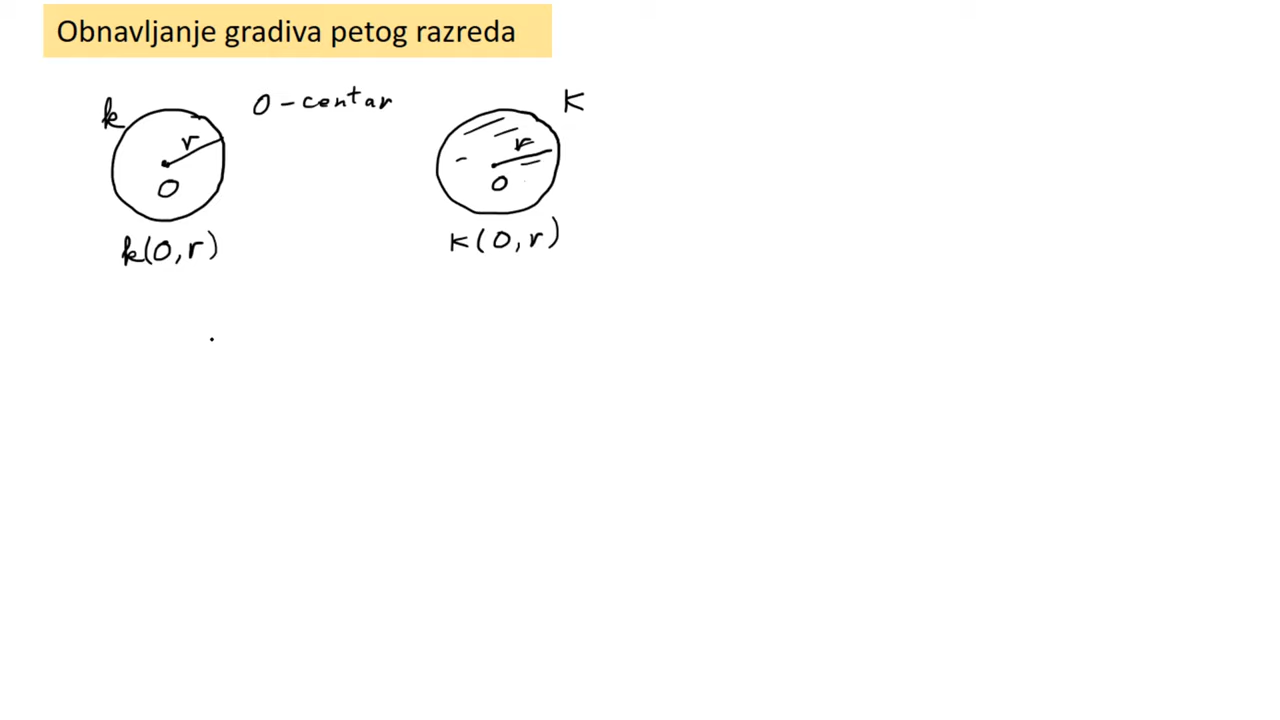 Obnavljanje gradiva petog razreda
k
O - centar
K
r
r
O
O
k(O, r)
K(O, r)